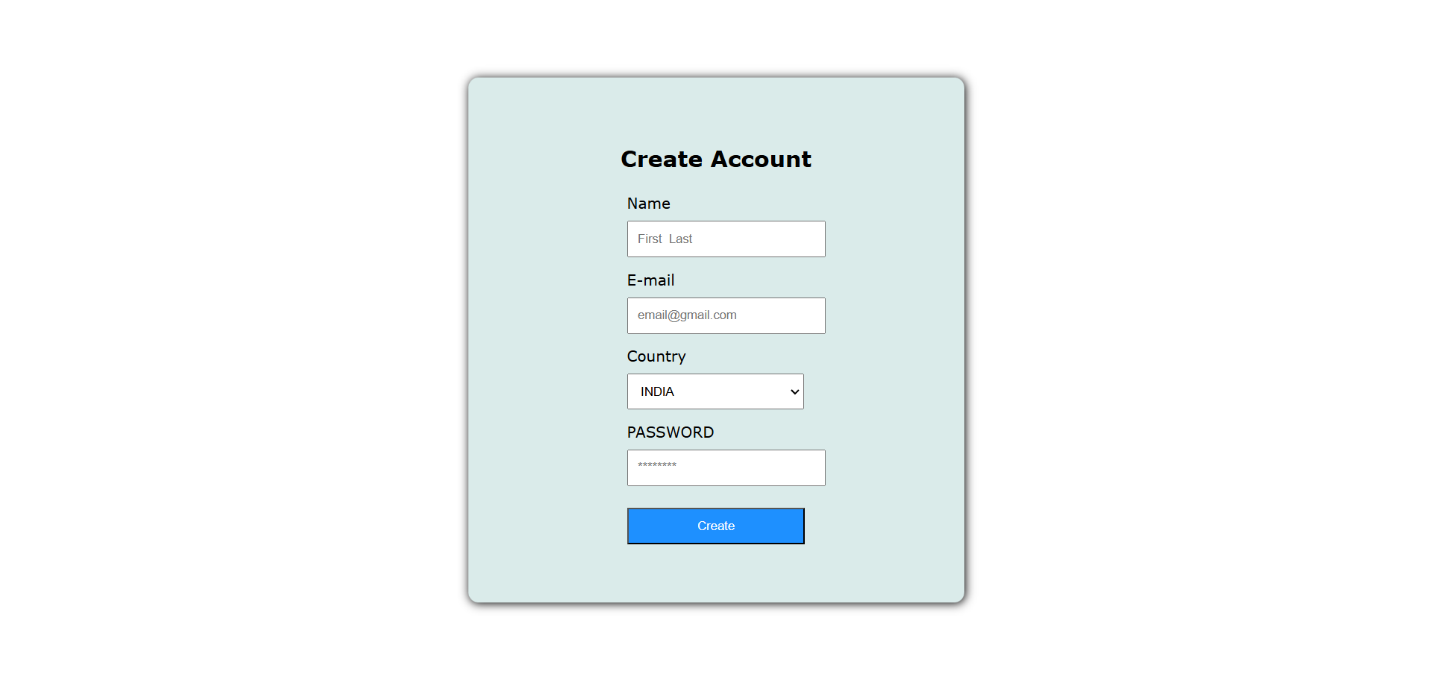 Create Account
Name
First  Last
E-mail
email@gmail.com
Country
INDIA
PASSWORD
********
Create